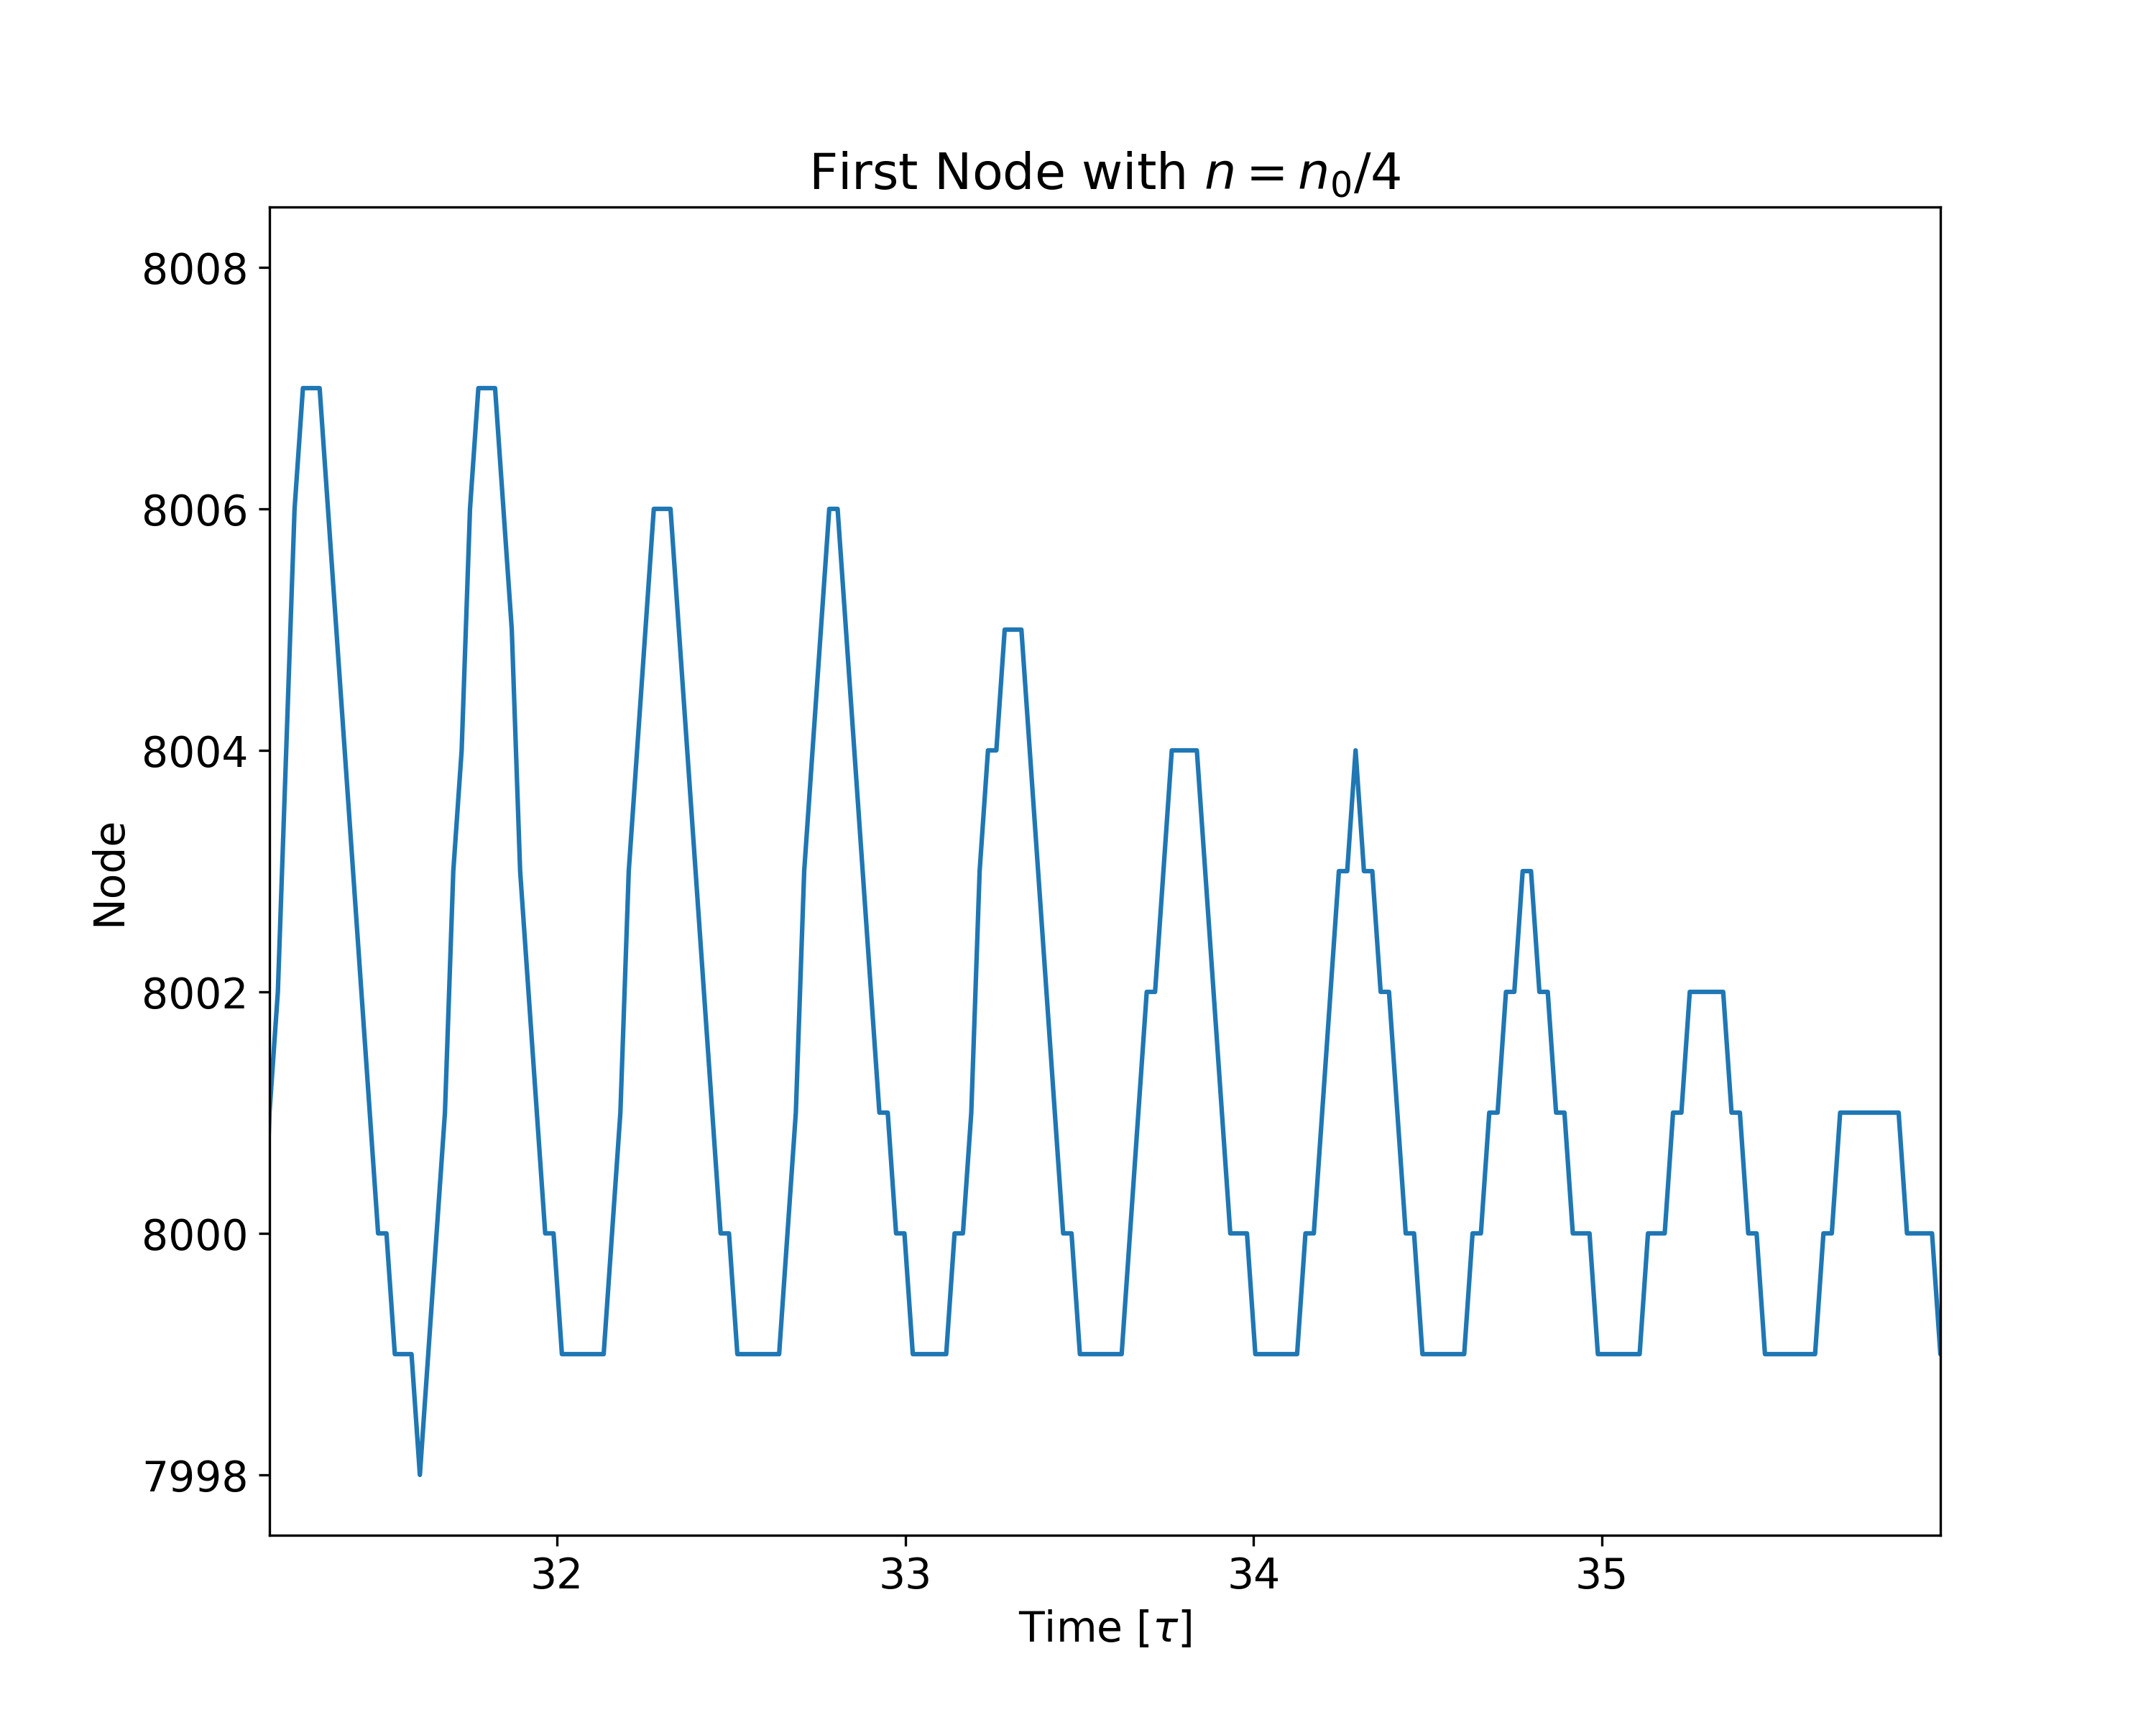 First Node with n = n₀/4
8008
8006
8004
8002
8000
7998
Node
32 33 34 35
Time [τ]